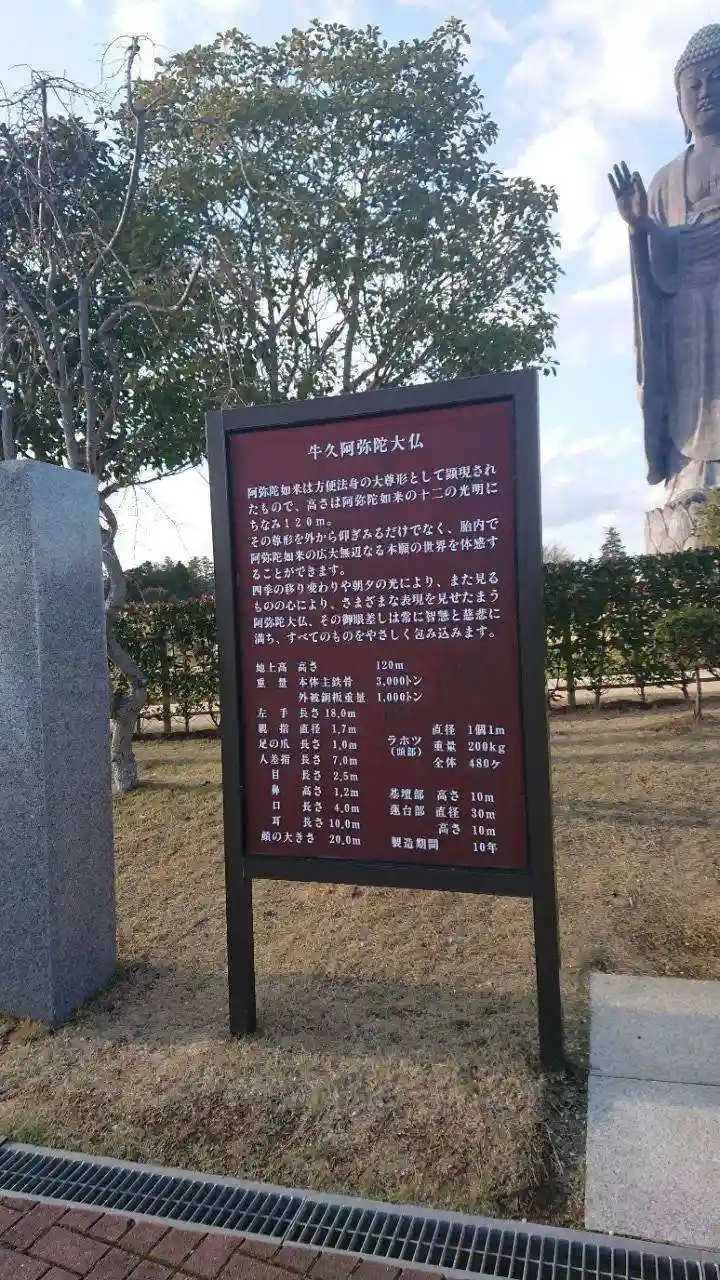 牛久阿弥陀大仏
阿弥陀如来は方便法身の大尊形として顕現され
たもので、高さは阿弥陀如来の十二の光明に
ちなみ120m。
その尊形を外から仰ぎみるだけでなく、胎内で
阿弥陀如来の広大無辺なる本願の世界を体感す
ることができます。
四季の移り変わりや朝夕の光により、また見る
ものの心により、さまざまな表現を見せたまう
阿弥陀大仏、その御眼差しは常に智慧と慈悲に
満ち、すべてのものをやさしく包み込みます。
地上高 高さ 120m
重量 本体主鉄骨 3,000トン
外被銅板重量 1,000トン
左手 長さ 18.0m
親指 直径 1.7m
足の爪 長さ 1.0m
人差指 長さ 7.0m
目 長さ 2.5m
鼻 高さ 1.2m
口 長さ 4.0m
耳 長さ 10.0m
顔の大きさ 20.0m
直径 1個1m
ラホツ(頭部) 重量 200kg
全体 480ケ
基壇部 高さ 10m
蓮台部 直径 30m
高さ 10m
製造期間 10年